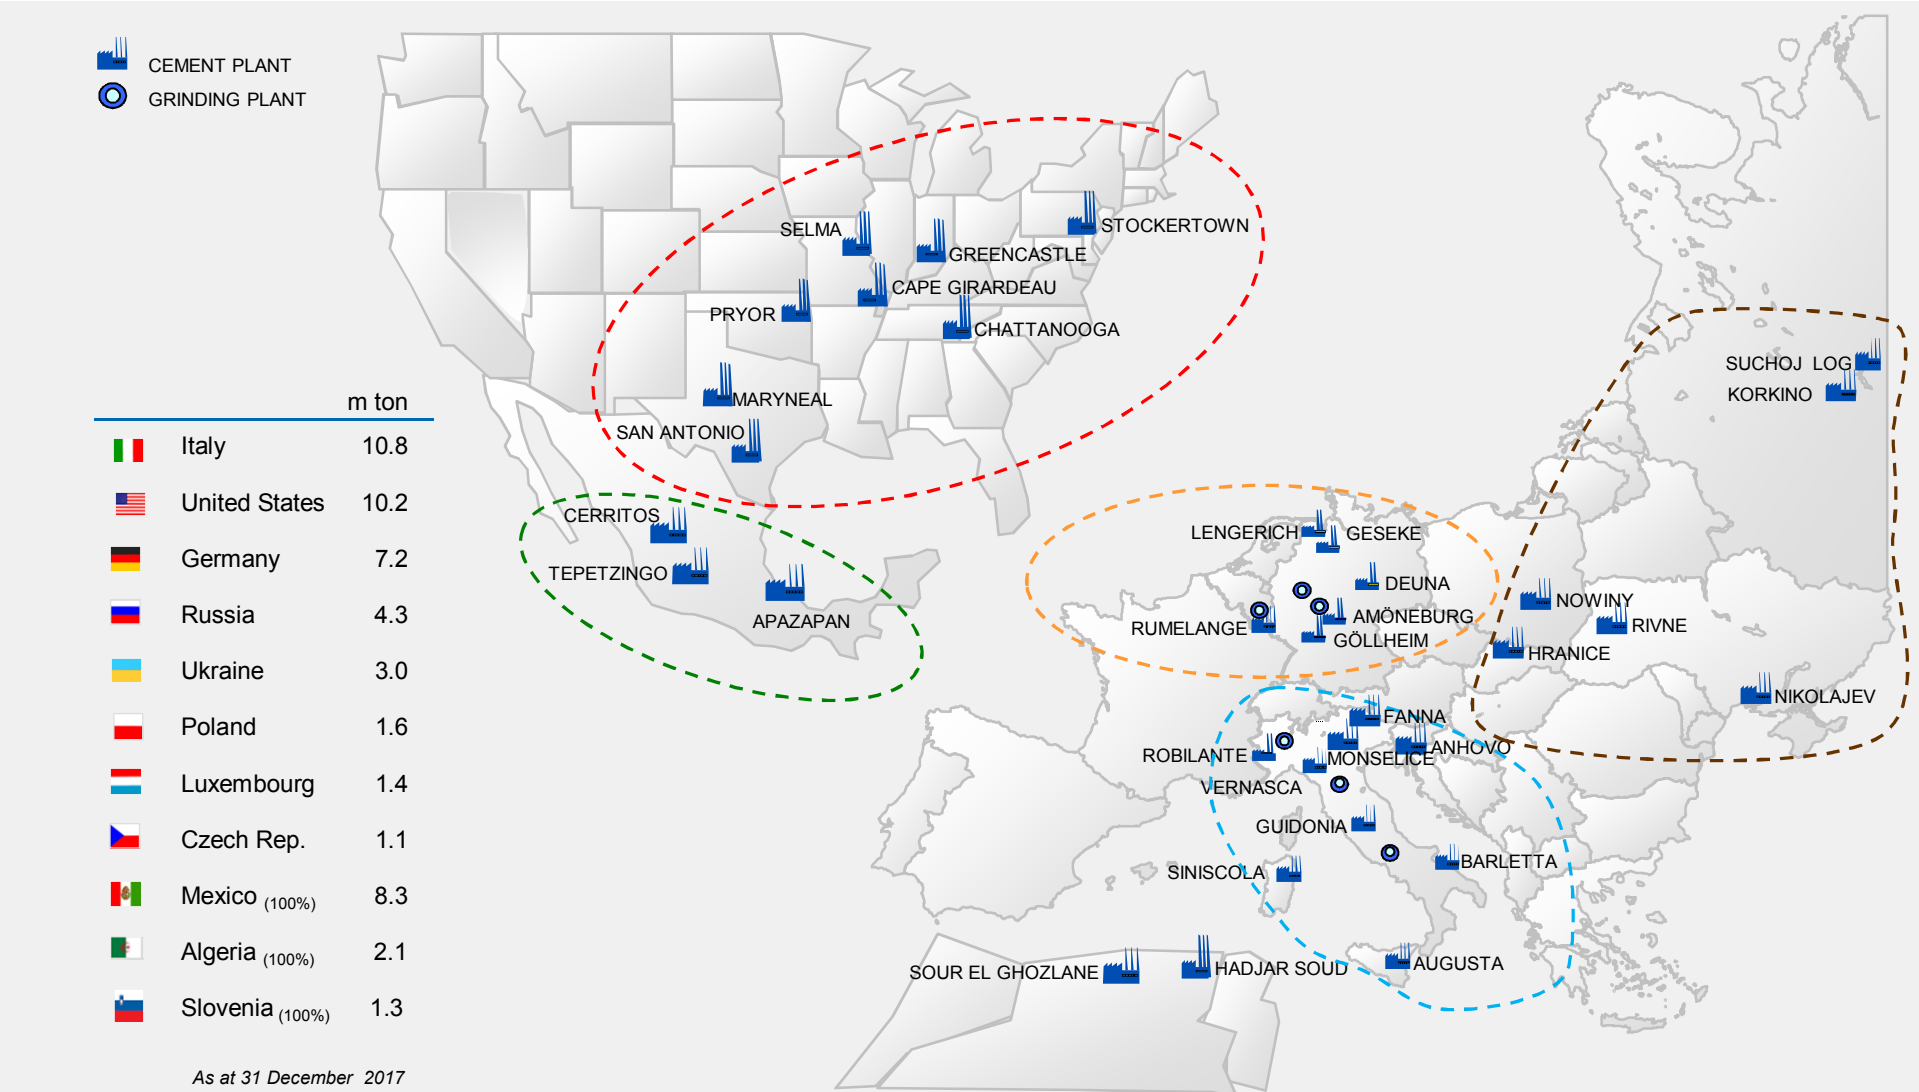 CEMENT PLANT
GRINDING PLANT
m ton
Italy 10.8
United States 10.2
Germany 7.2
Russia 4.3
Ukraine 3.0
Poland 1.6
Luxembourg 1.4
Czech Rep. 1.1
Mexico (100%) 8.3
Algeria (100%) 2.1
Slovenia (100%) 1.3
As at 31 December 2017
SELMA
STOCKERTOWN
GREENCASTLE
CAPE GIRARDEAU
PRYOR
CHATTANOOGA
MARYNEAL
SAN ANTONIO
CERRITOS
TEPETZINGO
APAZAPAN
SUCHOJ LOG
KORKINO
LENGERICH
GESEKE
DEUNA
AMÖNEBURG
RUMELANGE
GÖLLHEIM
NOWINY
RIVNE
HRANICE
NIKOLAJEV
FANNA
ANHOVO
ROBILANTE
MONSELICE
VERNASCA
GUIDONIA
BARLETTA
SINISCOLA
AUGUSTA
SOUR EL GHOZLANE
HADJAR SOUD